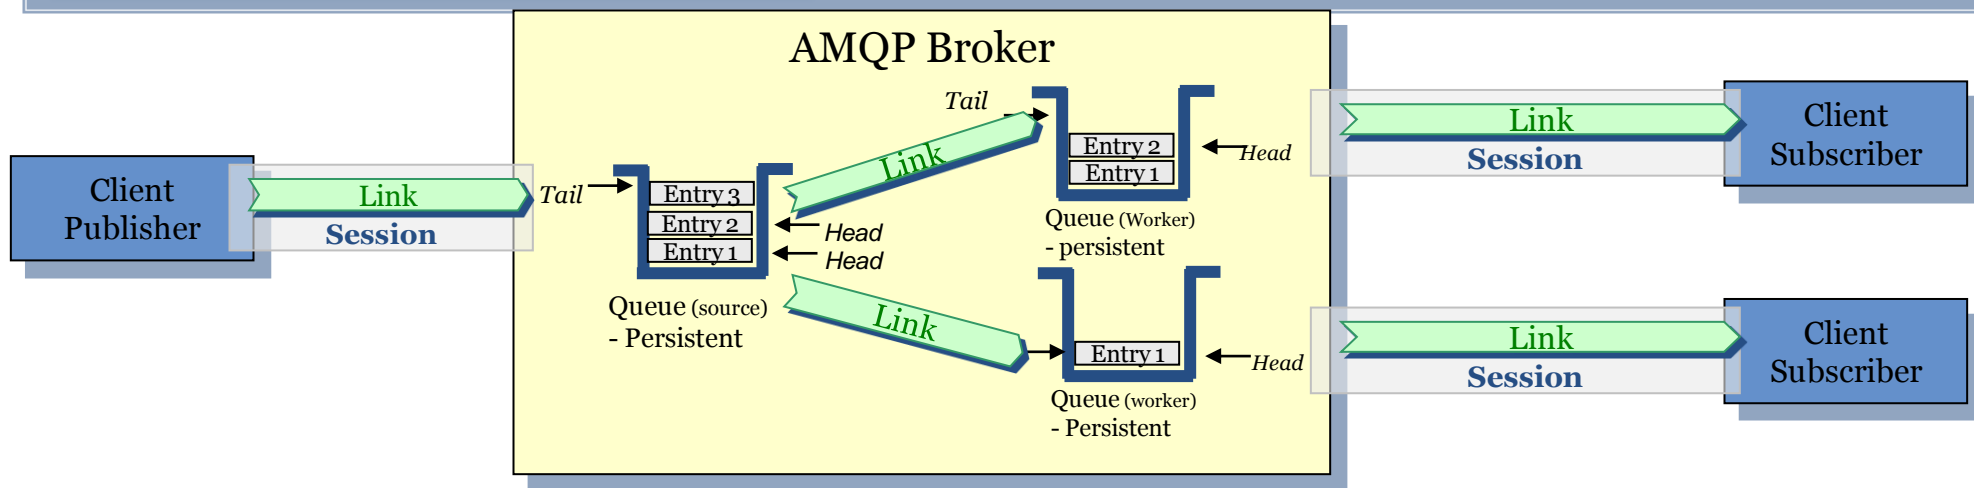 AMQP Broker
Client
Publisher
Link
Session
Tail
Entry 3
Entry 2
Entry 1
Head
Head
Queue (source)
- Persistent
Link
Link
Tail
Entry 2
Entry 1
Head
Queue (Worker)
- persistent
Entry 1
Head
Queue (worker)
- Persistent
Link
Session
Client
Subscriber
Link
Session
Client
Subscriber